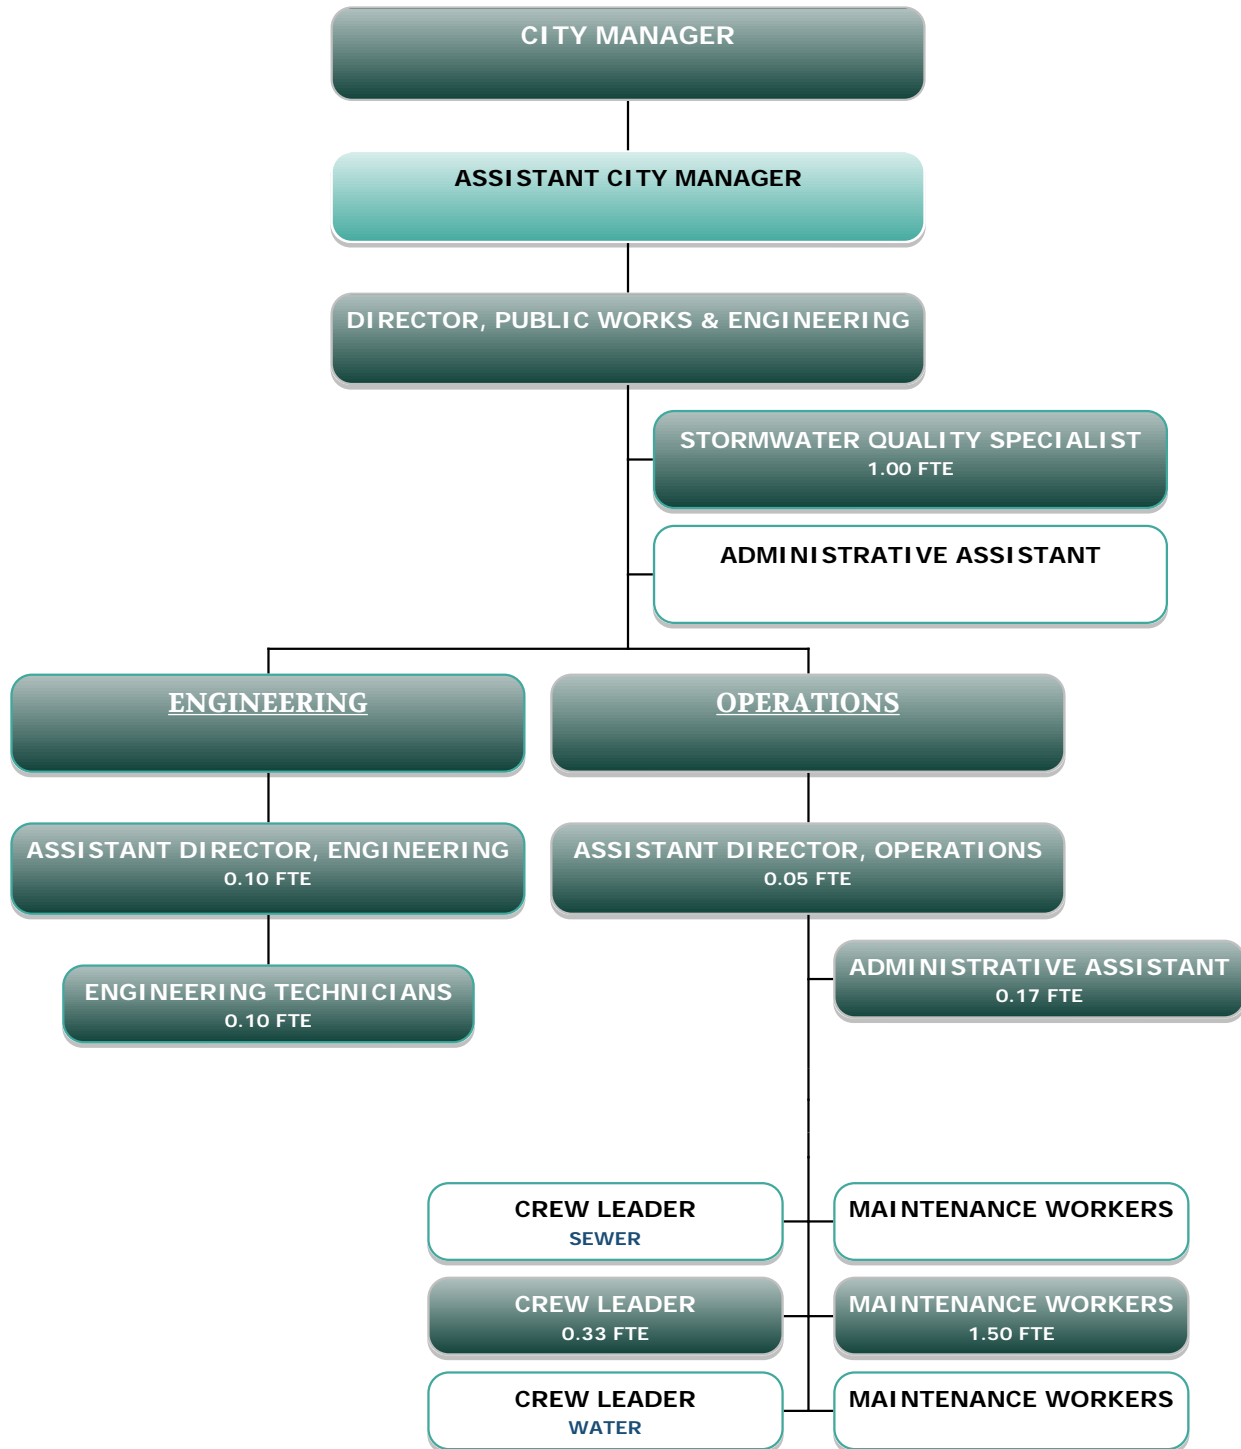 CITY MANAGER
ASSISTANT CITY MANAGER
DIRECTOR, PUBLIC WORKS & ENGINEERING
STORMWATER QUALITY SPECIALIST
1.00 FTE
ADMINISTRATIVE ASSISTANT
ENGINEERING
OPERATIONS
ASSISTANT DIRECTOR, ENGINEERING
0.10 FTE
ASSISTANT DIRECTOR, OPERATIONS
0.05 FTE
ENGINEERING TECHNICIANS
0.10 FTE
ADMINISTRATIVE ASSISTANT
0.17 FTE
CREW LEADER
SEWER
MAINTENANCE WORKERS
CREW LEADER
0.33 FTE
MAINTENANCE WORKERS
1.50 FTE
CREW LEADER
WATER
MAINTENANCE WORKERS